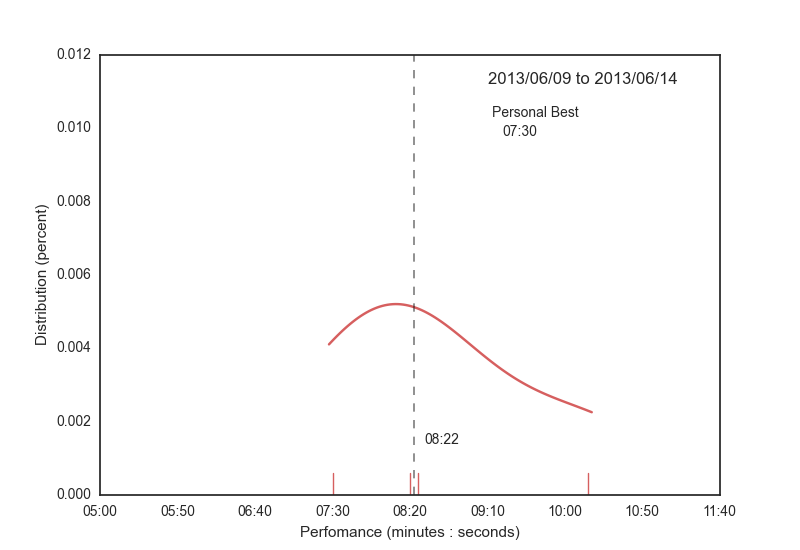 2013/06/09 to 2013/06/14
Personal Best
07:30
0.012
0.010
0.008
0.006
0.004
0.002
0.000
Distribution (percent)
08:22
05:00 05:50 06:40 07:30 08:20 09:10 10:00 10:50 11:40
Perfomance (minutes : seconds)